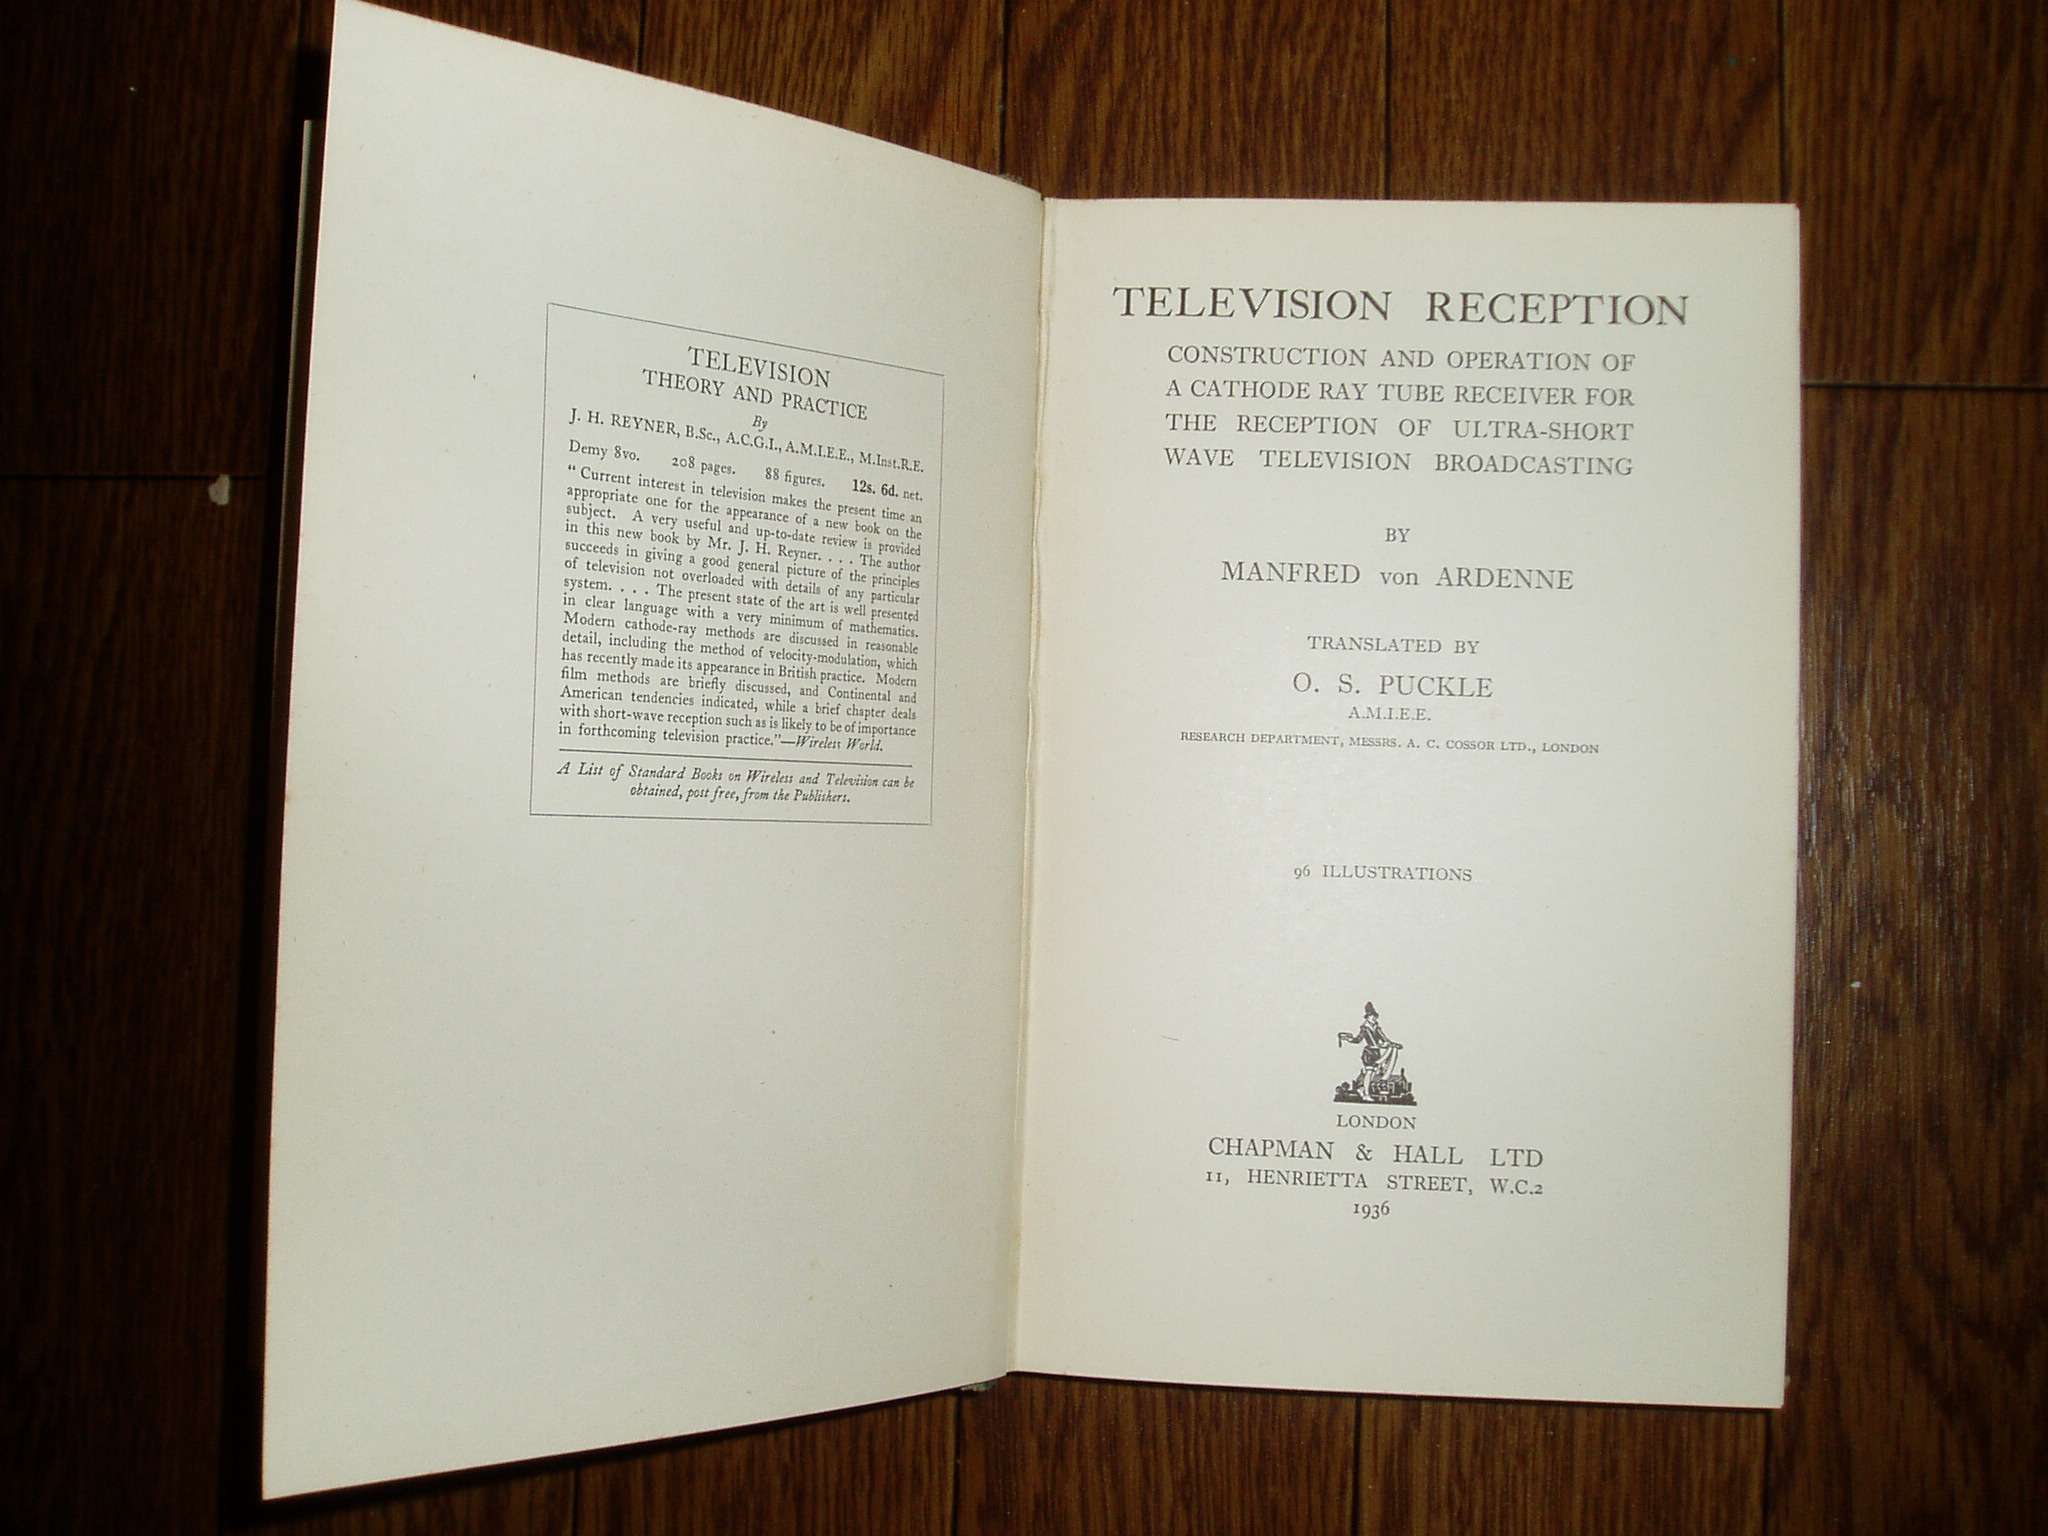 TELEVISION
THEORY AND PRACTICE
By
J. H. REYNER, B.Sc., A.C.G.I., A.M.I.E.E., M.Inst.R.E.
Demy 8vo. 208 pages. 88 figures. 12s. 6d. net.
“Current interest in television makes the present time an
appropriate one for the appearance of a new book on the
subject. A very useful and up-to-date review is provided
in this new book by Mr. J. H. Reyner. . . . The author
succeeds in giving a good general picture of the principles
of television not overloaded with details of any particular
system. . . . The present state of the art is well presented
in clear language with a very minimum of mathematics.
Modern cathode-ray methods are discussed in reasonable
detail, including the method of velocity-modulation, which
has recently made its appearance in British practice. Modern
film methods are briefly discussed, and Continental and
American tendencies indicated, while a brief chapter deals
with short-wave reception such as is likely to be of importance
in forthcoming television practice.”—Wireless World.
A List of Standard Books on Wireless and Television can be
obtained, post free, from the Publishers.
TELEVISION RECEPTION
CONSTRUCTION AND OPERATION OF
A CATHODE RAY TUBE RECEIVER FOR
THE RECEPTION OF ULTRA-SHORT
WAVE TELEVISION BROADCASTING
BY
MANFRED von ARDENNE
TRANSLATED BY
O. S. PUCKLE
A.M.I.E.E.
RESEARCH DEPARTMENT, MESSRS. A. C. COSSOR LTD., LONDON
96 ILLUSTRATIONS
LONDON
CHAPMAN & HALL LTD
11, HENRIETTA STREET, W.C.2
1936